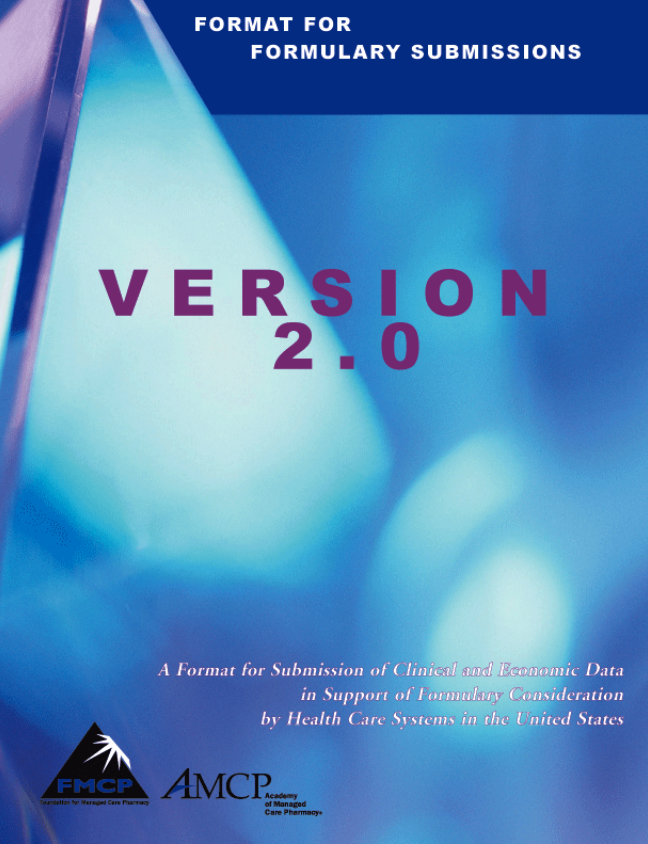 FORMAT FOR
FORMULARY SUBMISSIONS
VERSION
2.0
A Format for Submission of Clinical and Economic Data
in Support of Formulary Consideration
by Health Care Systems in the United States
FMCP
Foundation for Managed Care Pharmacy
AMCP
Academy
of Managed
Care Pharmacy®